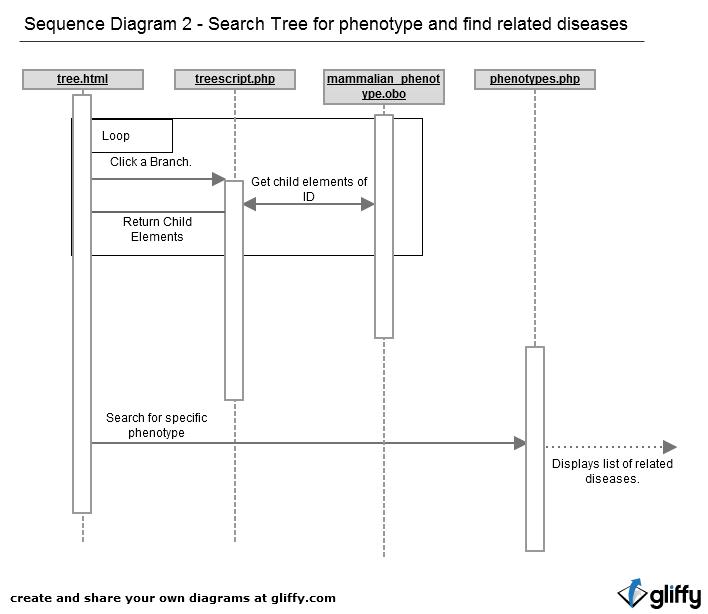 Sequence Diagram 2 - Search Tree for phenotype and find related diseases
tree.html
treescript.php
mammalian_phenot
ype.obo
phenotypes.php
Loop
Click a Branch.
Get child elements of
ID
Return Child
Elements
Search for specific
phenotype
Displays list of related
diseases.
create and share your own diagrams at gliffy.com
gliffy